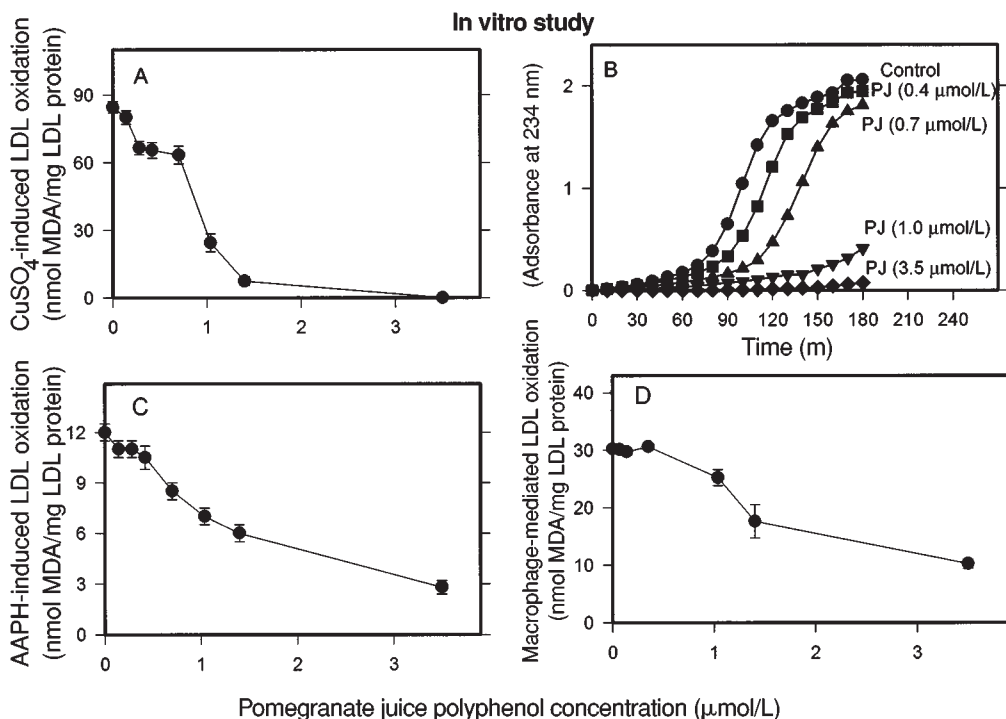 In vitro study
A
CuSO4-induced LDL oxidation
(nmol MDA/mg LDL protein)
90
60
30
0
0 1 2 3
B
(Adsorbance at 234 nm)
2
1
0
Control
PJ (0.4 μmol/L)
PJ (0.7 μmol/L)
PJ (1.0 μmol/L)
PJ (3.5 μmol/L)
0 30 60 90 120 150 180 210 240
Time (m)
C
AAPH-induced LDL oxidation
(nmol MDA/mg LDL protein)
12
9
6
3
0
0 1 2 3
D
Macrophage-mediated LDL oxidation
(nmol MDA/mg LDL protein)
40
30
20
10
0
0 1 2 3
Pomegranate juice polyphenol concentration (μmol/L)